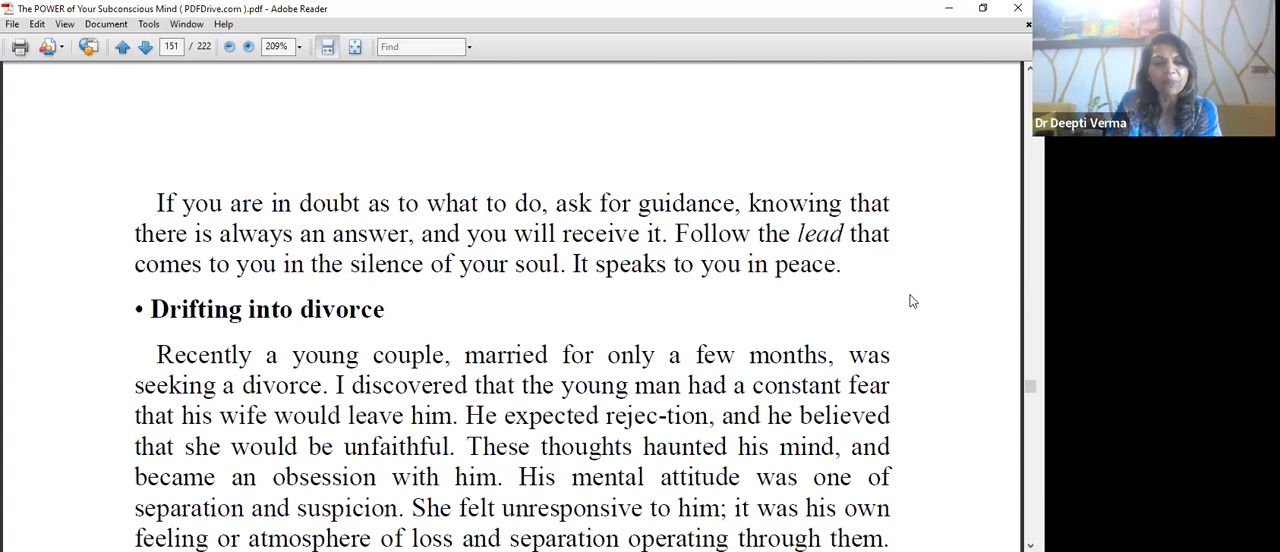 The POWER of Your Subconscious Mind ( PDFDrive.com ).pdf - Adobe Reader
File Edit View Document Tools Window Help
151 / 222 209% Find
Dr Deepti Verma
If you are in doubt as to what to do, ask for guidance, knowing that
there is always an answer, and you will receive it. Follow the lead that
comes to you in the silence of your soul. It speaks to you in peace.
• Drifting into divorce
Recently a young couple, married for only a few months, was
seeking a divorce. I discovered that the young man had a constant fear
that his wife would leave him. He expected rejec-tion, and he believed
that she would be unfaithful. These thoughts haunted his mind, and
became an obsession with him. His mental attitude was one of
separation and suspicion. She felt unresponsive to him; it was his own
feeling or atmosphere of loss and separation operating through them.